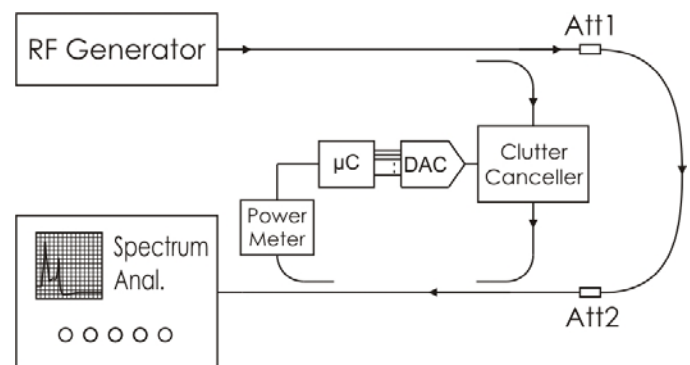 RF Generator
Att1
µC
DAC
Clutter
Canceller
Power
Meter
Spectrum
Anal.
Att2